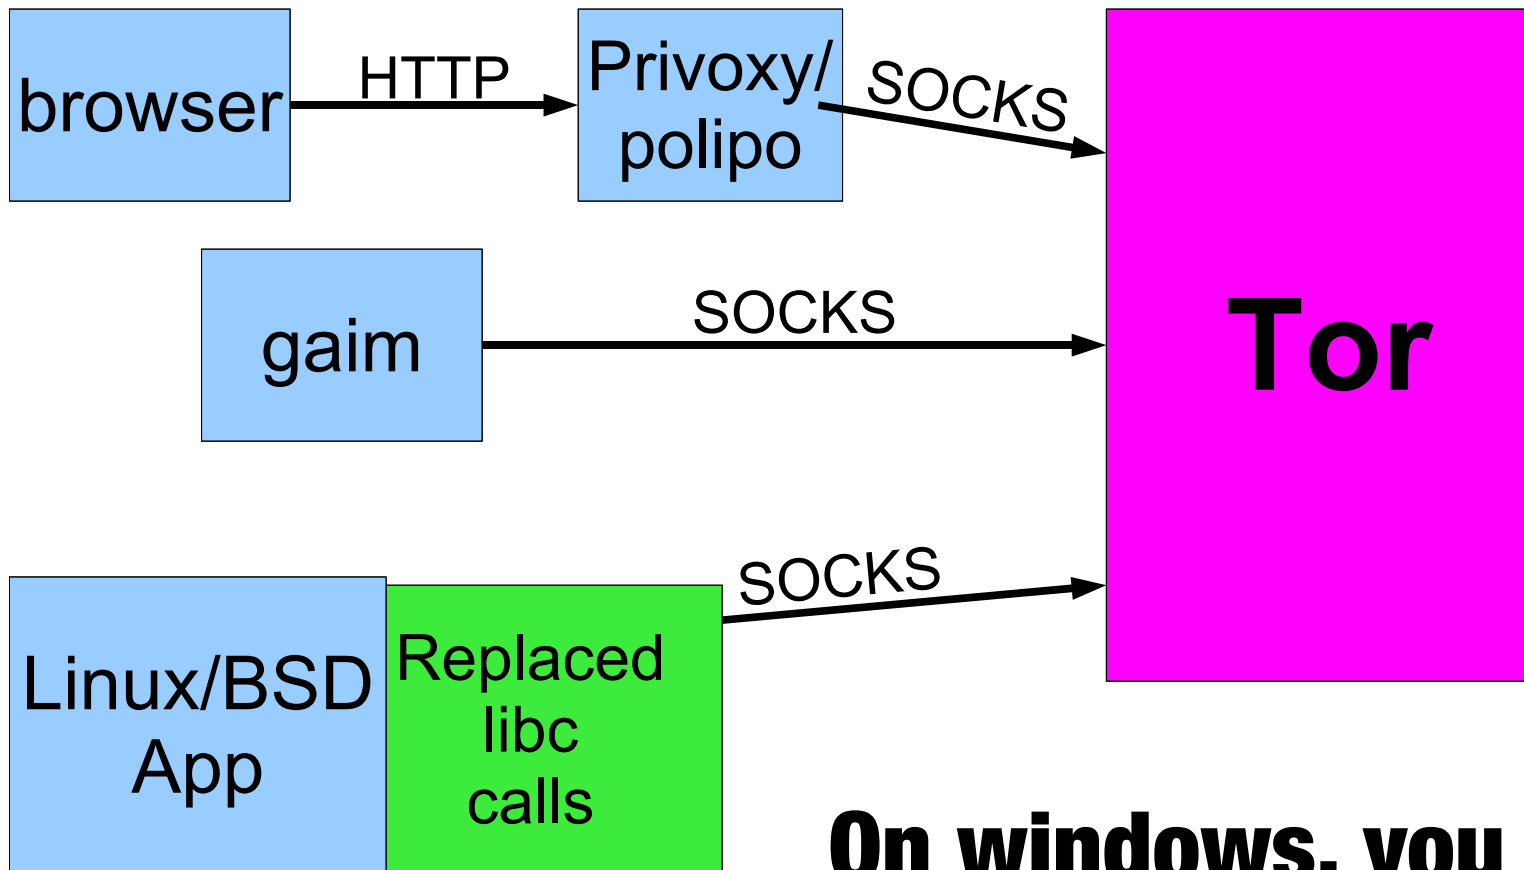 browser
HTTP
Privoxy/
polipo
SOCKS
gaim
SOCKS
Tor
Linux/BSD
App
Replaced
libc
calls
SOCKS
On windows, you